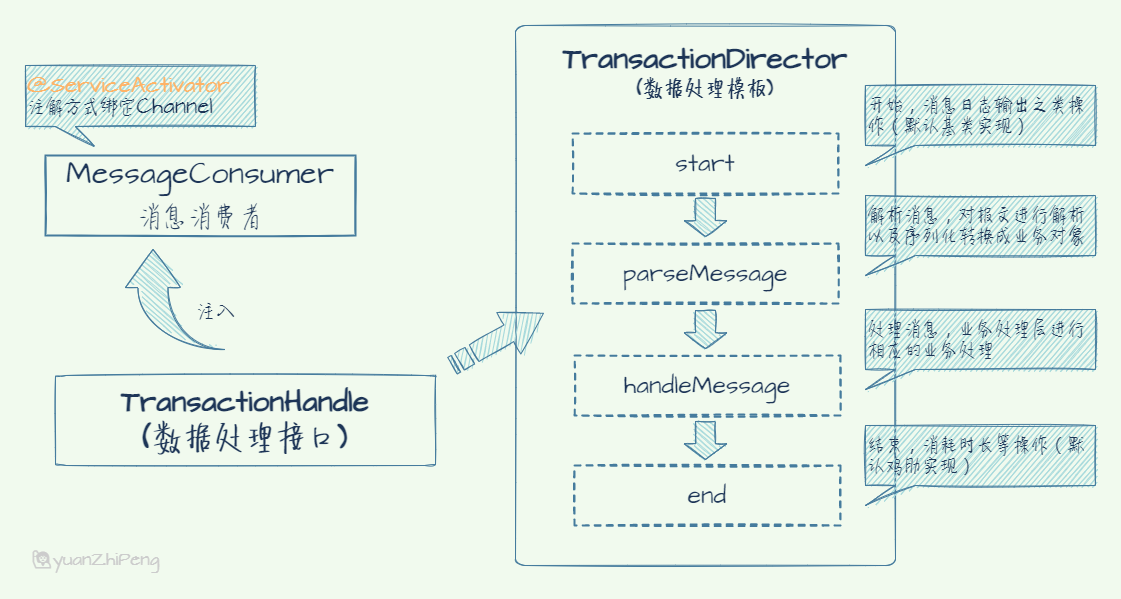 @ServiceActivator
注解方式绑定Channel
MessageConsumer
消息消费者
注入
TransactionHandle
(数据处理接口)
TransactionDirector
(数据处理模板)
start
开始，消息日志输出之类操
作(默认基类实现)
parseMessage
解析消息，对报文进行解析
以及序列化转换成业务对象
handleMessage
处理消息，业务处理层进行
相应的业务处理
end
结束，消耗时长等操作(默
认鸡肋实现)
yuanZhiPeng